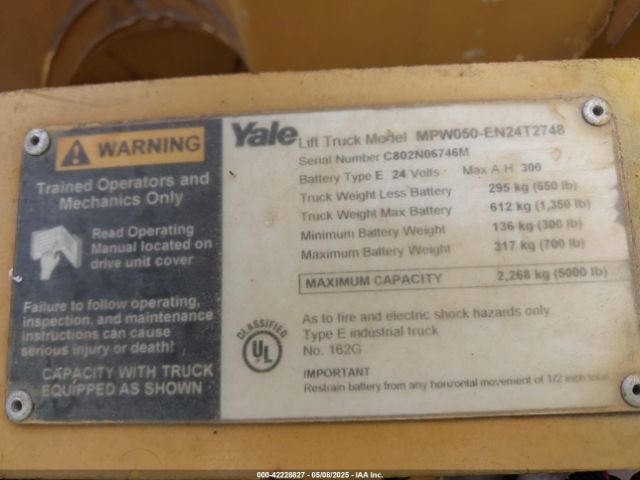 WARNING
Trained Operators and
Mechanics Only
Read Operating
Manual located on
drive unit cover
Failure to follow operating,
inspection, and maintenance
instructions can cause
serious injury or death!
CAPACITY WITH TRUCK
EQUIPPED AS SHOWN
Yale Lift Truck Model MPW050-EN24T2748
Serial Number C802N06746M
Battery Type E 24 Volts Max A.H. 300
Truck Weight Less Battery 295 kg (650 lb)
Truck Weight Max Battery 612 kg (1,350 lb)
Minimum Battery Weight 136 kg (300 lb)
Maximum Battery Weight 317 kg (700 lb)
MAXIMUM CAPACITY 2,268 kg (5000 lb)
CLASSIFIED
UL
As to fire and electric shock hazards only
Type E industrial truck
No. 162G
IMPORTANT
Restrain battery from any horizontal movement of 1/2 inch total
000-42228827 - 05/08/2025 - IAA Inc.